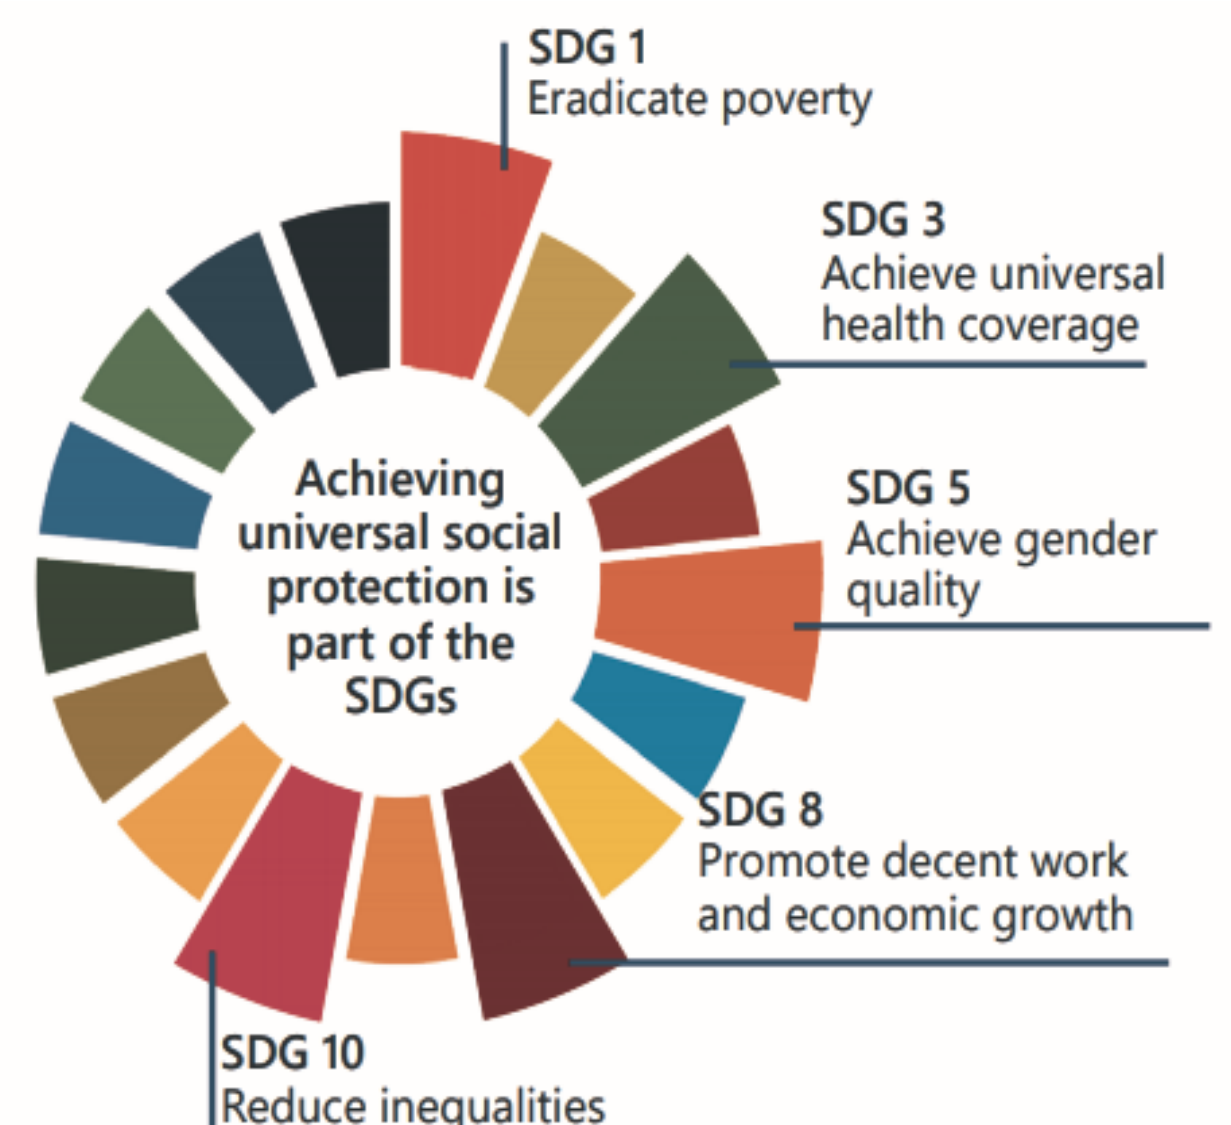 SDG 1
Eradicate poverty
SDG 3
Achieve universal
health coverage
Achieving
universal social
protection is
part of the
SDGs
SDG 5
Achieve gender
quality
SDG 8
Promote decent work
and economic growth
SDG 10
Reduce inequalities